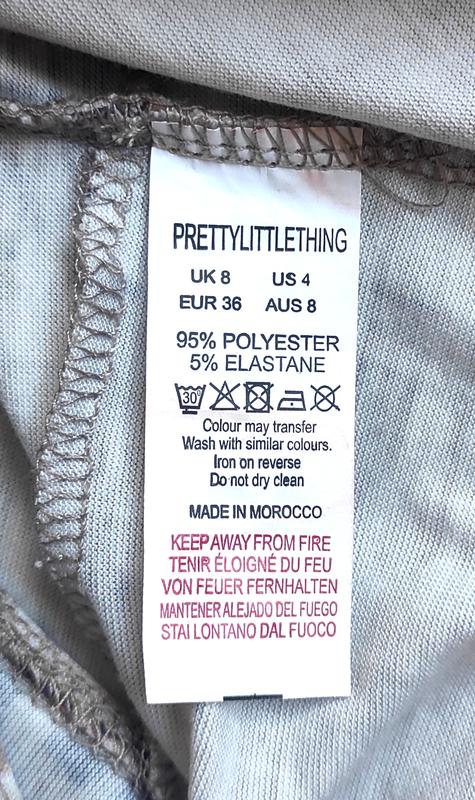 PRETTYLITTLETHING
UK 8 US 4
EUR 36 AUS 8
95% POLYESTER
5% ELASTANE
30°
Colour may transfer
Wash with similar colours.
Iron on reverse
Do not dry clean
MADE IN MOROCCO
KEEP AWAY FROM FIRE
TENIR ÉLOIGNÉ DU FEU
VON FEUER FERNHALTEN
MANTENER ALEJADO DEL FUEGO
STAI LONTANO DAL FUOCO